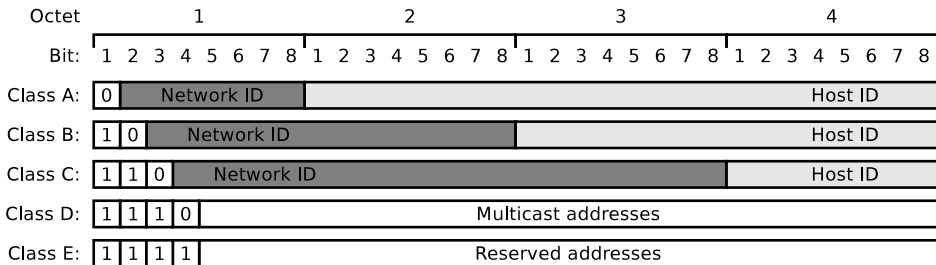 Octet 1 2 3 4
Bit: 1 2 3 4 5 6 7 8 1 2 3 4 5 6 7 8 1 2 3 4 5 6 7 8 1 2 3 4 5 6 7 8
Class A: 0 Network ID Host ID
Class B: 1 0 Network ID Host ID
Class C: 1 1 0 Network ID Host ID
Class D: 1 1 1 0 Multicast addresses
Class E: 1 1 1 1 Reserved addresses